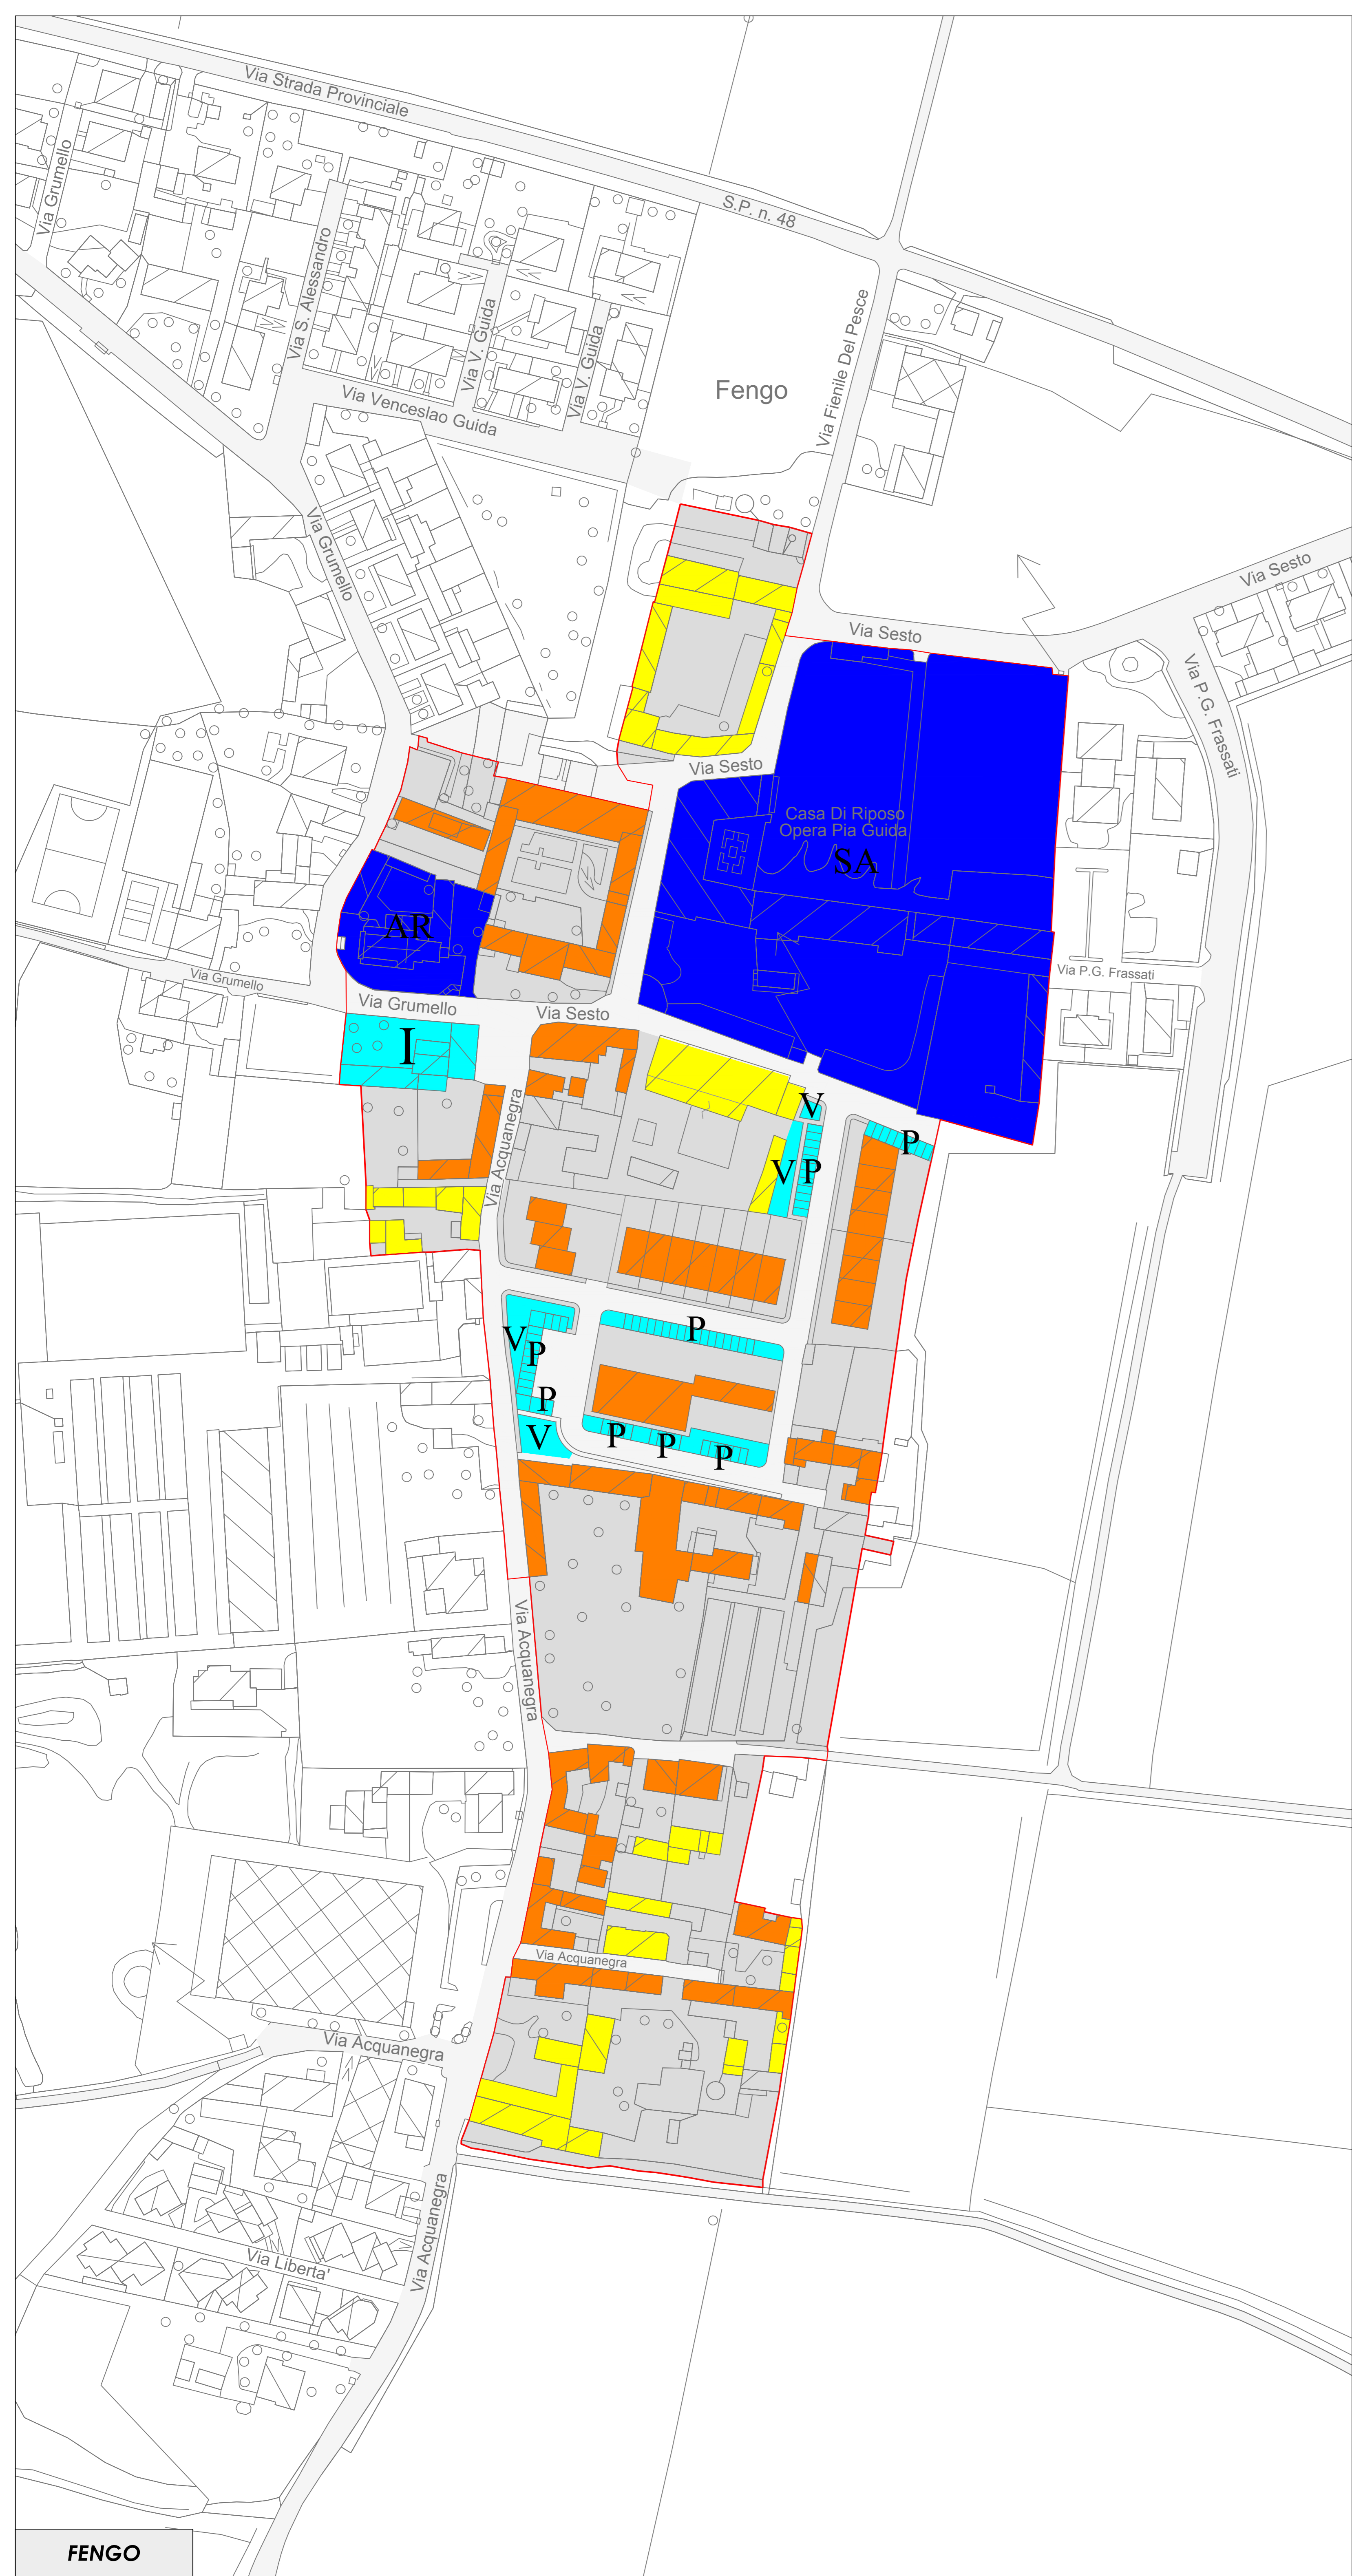 Via Strada Provinciale
Via Grumello
S.P. n. 48
Via S. Alessandro
Via V. Guida
Via V. Guida
Via Fienile Del Pesce
Fengo
Via Venceslao Guida
Via Grumello
Via Sesto
Via Sesto
Via P.G. Frassati
Via Sesto
Casa Di Riposo
Opera Pia Guida
SA
AR
Via Grumello
Via P.G. Frassati
Via Grumello
Via Sesto
I
Via Acquanegra
V
P
V
P
P
V
P
P
V
P
P
P
Via Acquanegra
Via Acquanegra
Via Acquanegra
Via Acquanegra
Via Liberta'
FENGO